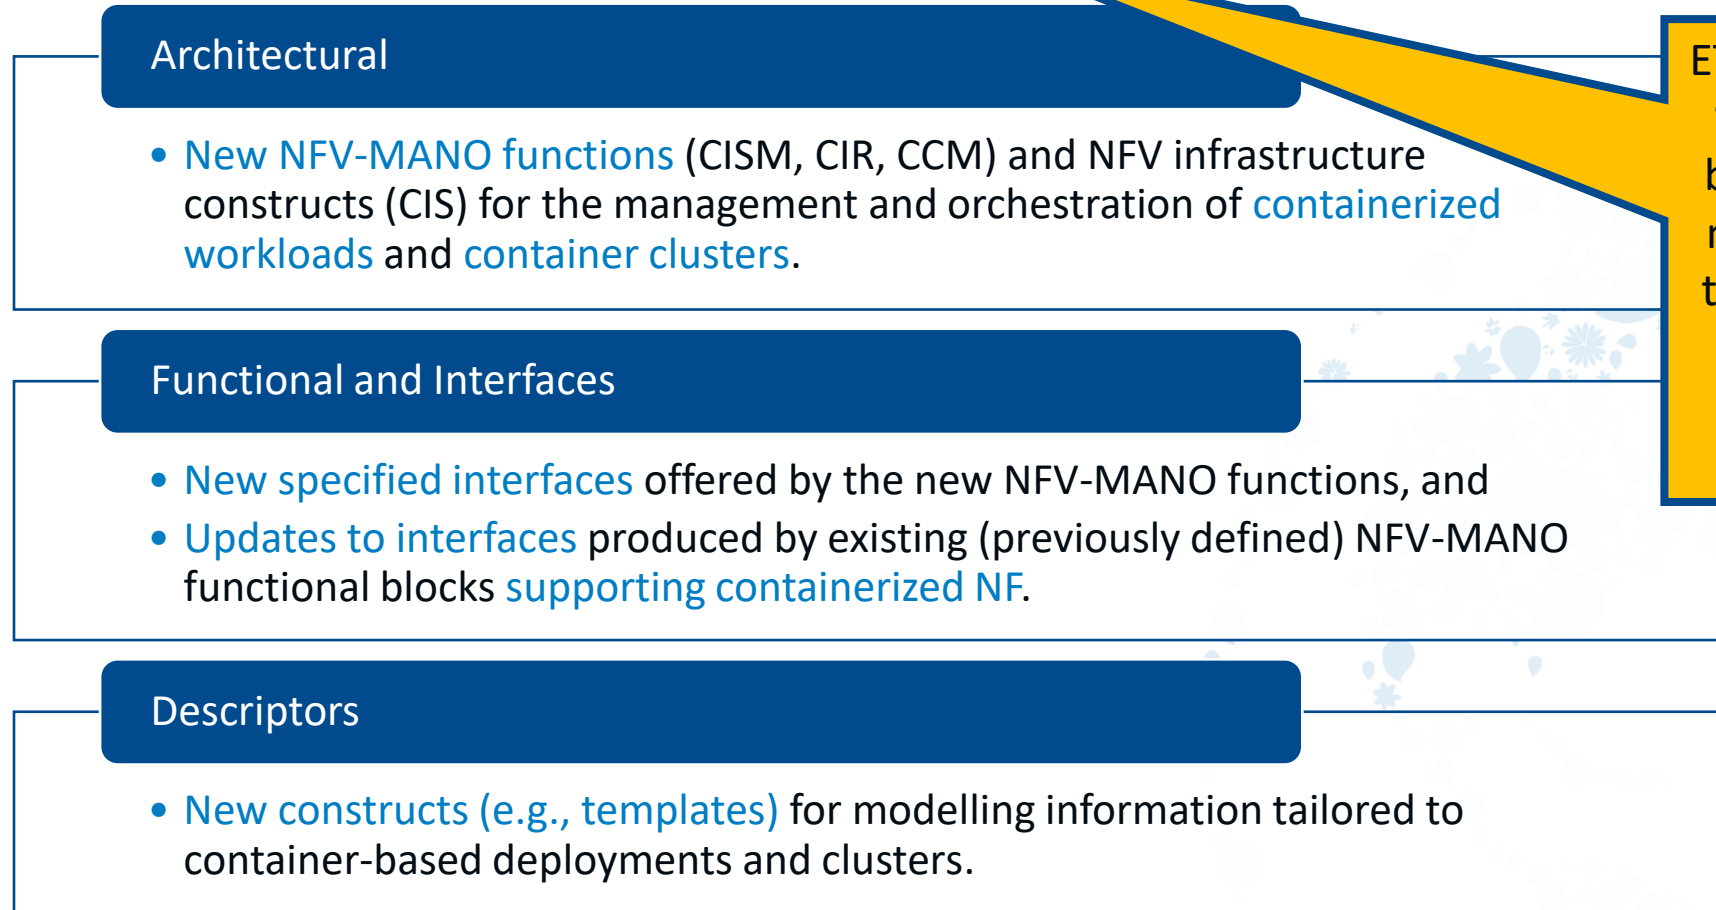 Architectural
• New NFV-MANO functions (CISM, CIR, CCM) and NFV infrastructure
constructs (CIS) for the management and orchestration of containerized
workloads and container clusters.
Functional and Interfaces
• New specified interfaces offered by the new NFV-MANO functions, and
• Updates to interfaces produced by existing (previously defined) NFV-MANO
functional blocks supporting containerized NF.
Descriptors
• New constructs (e.g., templates) for modelling information tailored to
container-based deployments and clusters.